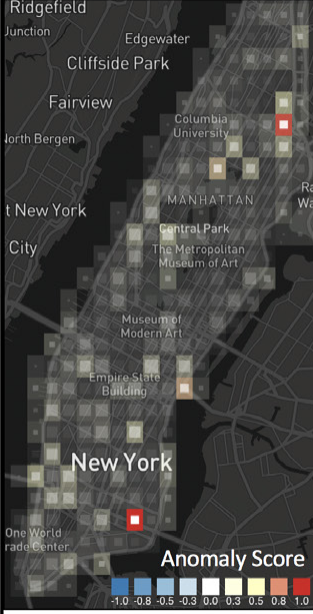 Ridgefield
Junction
Edgewater
Cliffside Park
Fairview
Columbia
University
North Bergen
MANHATTAN
t New York
Ra
Wa
Central Park
City
The Metropolitan
Museum of Art
Museum of
Modern Art
Empire State
Building
New York
One World
rade Center
Anomaly Score
-1.0 -0.8 -0.5 -0.3 0.0 0.3 0.5 0.8 1.0